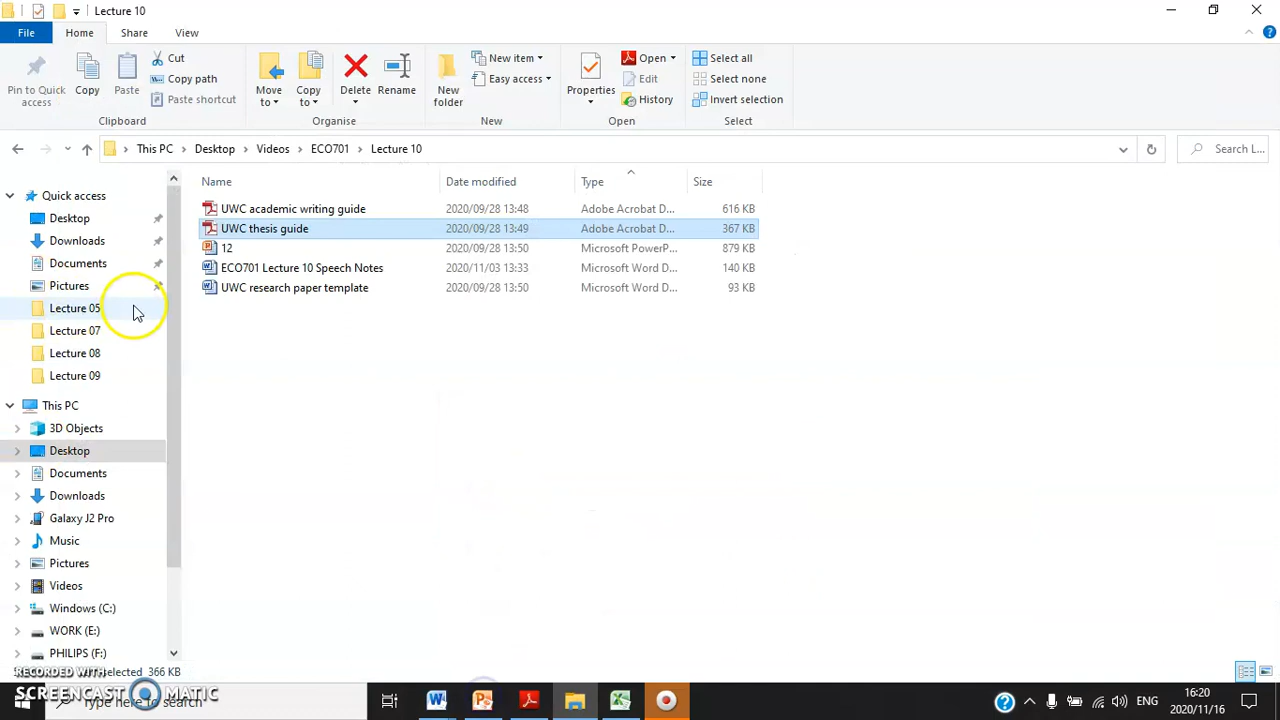 Lecture 10
File Home Share View
Pin to Quick access
Copy
Paste
Cut
Copy path
Paste shortcut
Clipboard
Move to
Copy to
Delete
Rename
Organise
New folder
New item
Easy access
New
Properties
Open
Edit
History
Open
Select all
Select none
Invert selection
Select
This PC > Desktop > Videos > ECO701 > Lecture 10
Search L...
Name Date modified Type Size
UWC academic writing guide 2020/09/28 13:48 Adobe Acrobat D... 616 KB
UWC thesis guide 2020/09/28 13:49 Adobe Acrobat D... 367 KB
12 2020/09/28 13:50 Microsoft PowerP... 879 KB
ECO701 Lecture 10 Speech Notes 2020/11/03 13:33 Microsoft Word D... 140 KB
UWC research paper template 2020/09/28 13:50 Microsoft Word D... 93 KB
Quick access
Desktop
Downloads
Documents
Pictures
Lecture 05
Lecture 07
Lecture 08
Lecture 09
This PC
3D Objects
Desktop
Documents
Downloads
Galaxy J2 Pro
Music
Pictures
Videos
Windows (C:)
WORK (E:)
PHILIPS (F:)
selected 366 KB
RECORDED WITH
SCREENCAST MATIC
Type here to search
ENG
16:20
2020/11/16